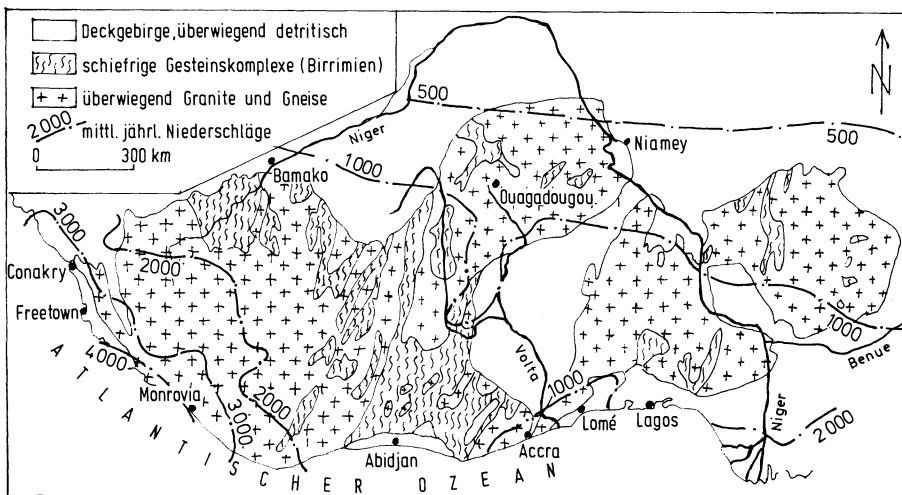 Deckgebirge, überwiegend detritisch
schiefrige Gesteinskomplexe (Birrimien)
überwiegend Granite und Gneise
2000 mittl. jährl. Niederschläge
0 300 km
N
500
500
Niger
Niamey
1000
Bamako
Ouagadougou
3000
2000
Conakry
Freetown
1000
Benue
4000
Volta
1000
Monrovia
3000
2000
Lomé
Lagos
Niger
2000
Abidjan
Accra
ATLANTISCHER OZEAN